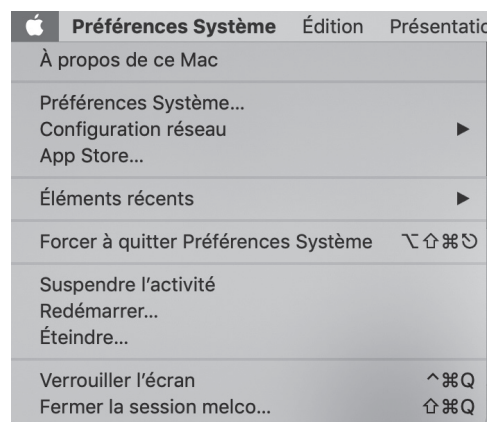 Préférences Système Édition Présentatic
À propos de ce Mac
Préférences Système...
Configuration réseau ▶
App Store...
Éléments récents ▶
Forcer à quitter Préférences Système ⌥⇧⌘⎋
Suspendre l’activité
Redémarrer...
Éteindre...
Verrouiller l’écran ^⌘Q
Fermer la session melco... ⇧⌘Q